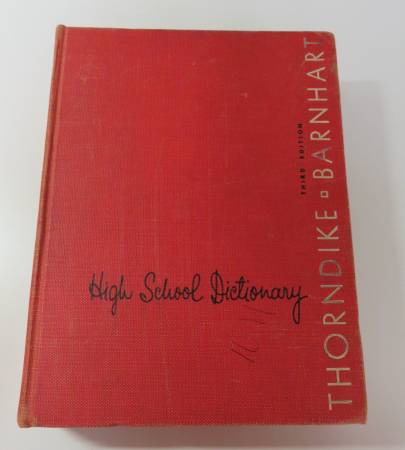 THORNDIKE ▫ BARNHART
THIRD EDITION
High School Dictionary